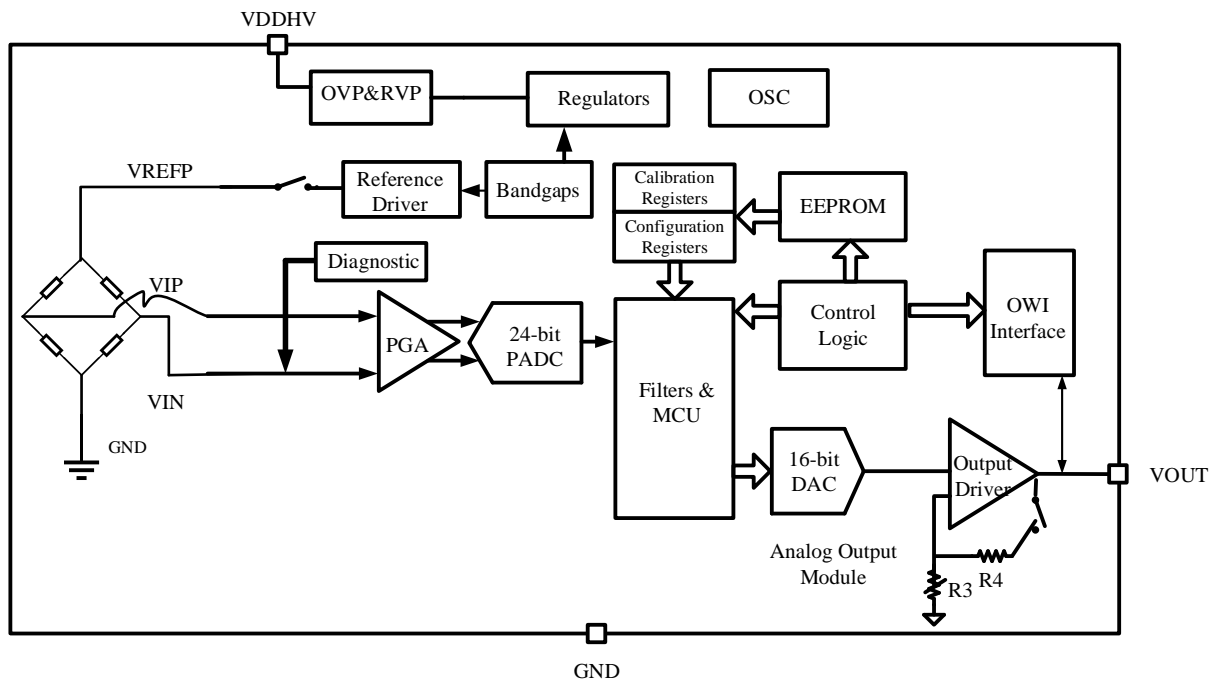 VDDHV
OVP&RVP
Regulators
OSC
VREFP
Reference
Driver
Bandgaps
Calibration
Registers
Configuration
Registers
EEPROM
Diagnostic
VIP
PGA
24-bit
PADC
Control
Logic
OWI
Interface
VIN
Filters &
MCU
GND
16-bit
DAC
Output
Driver
VOUT
Analog Output
Module
R4
R3
GND